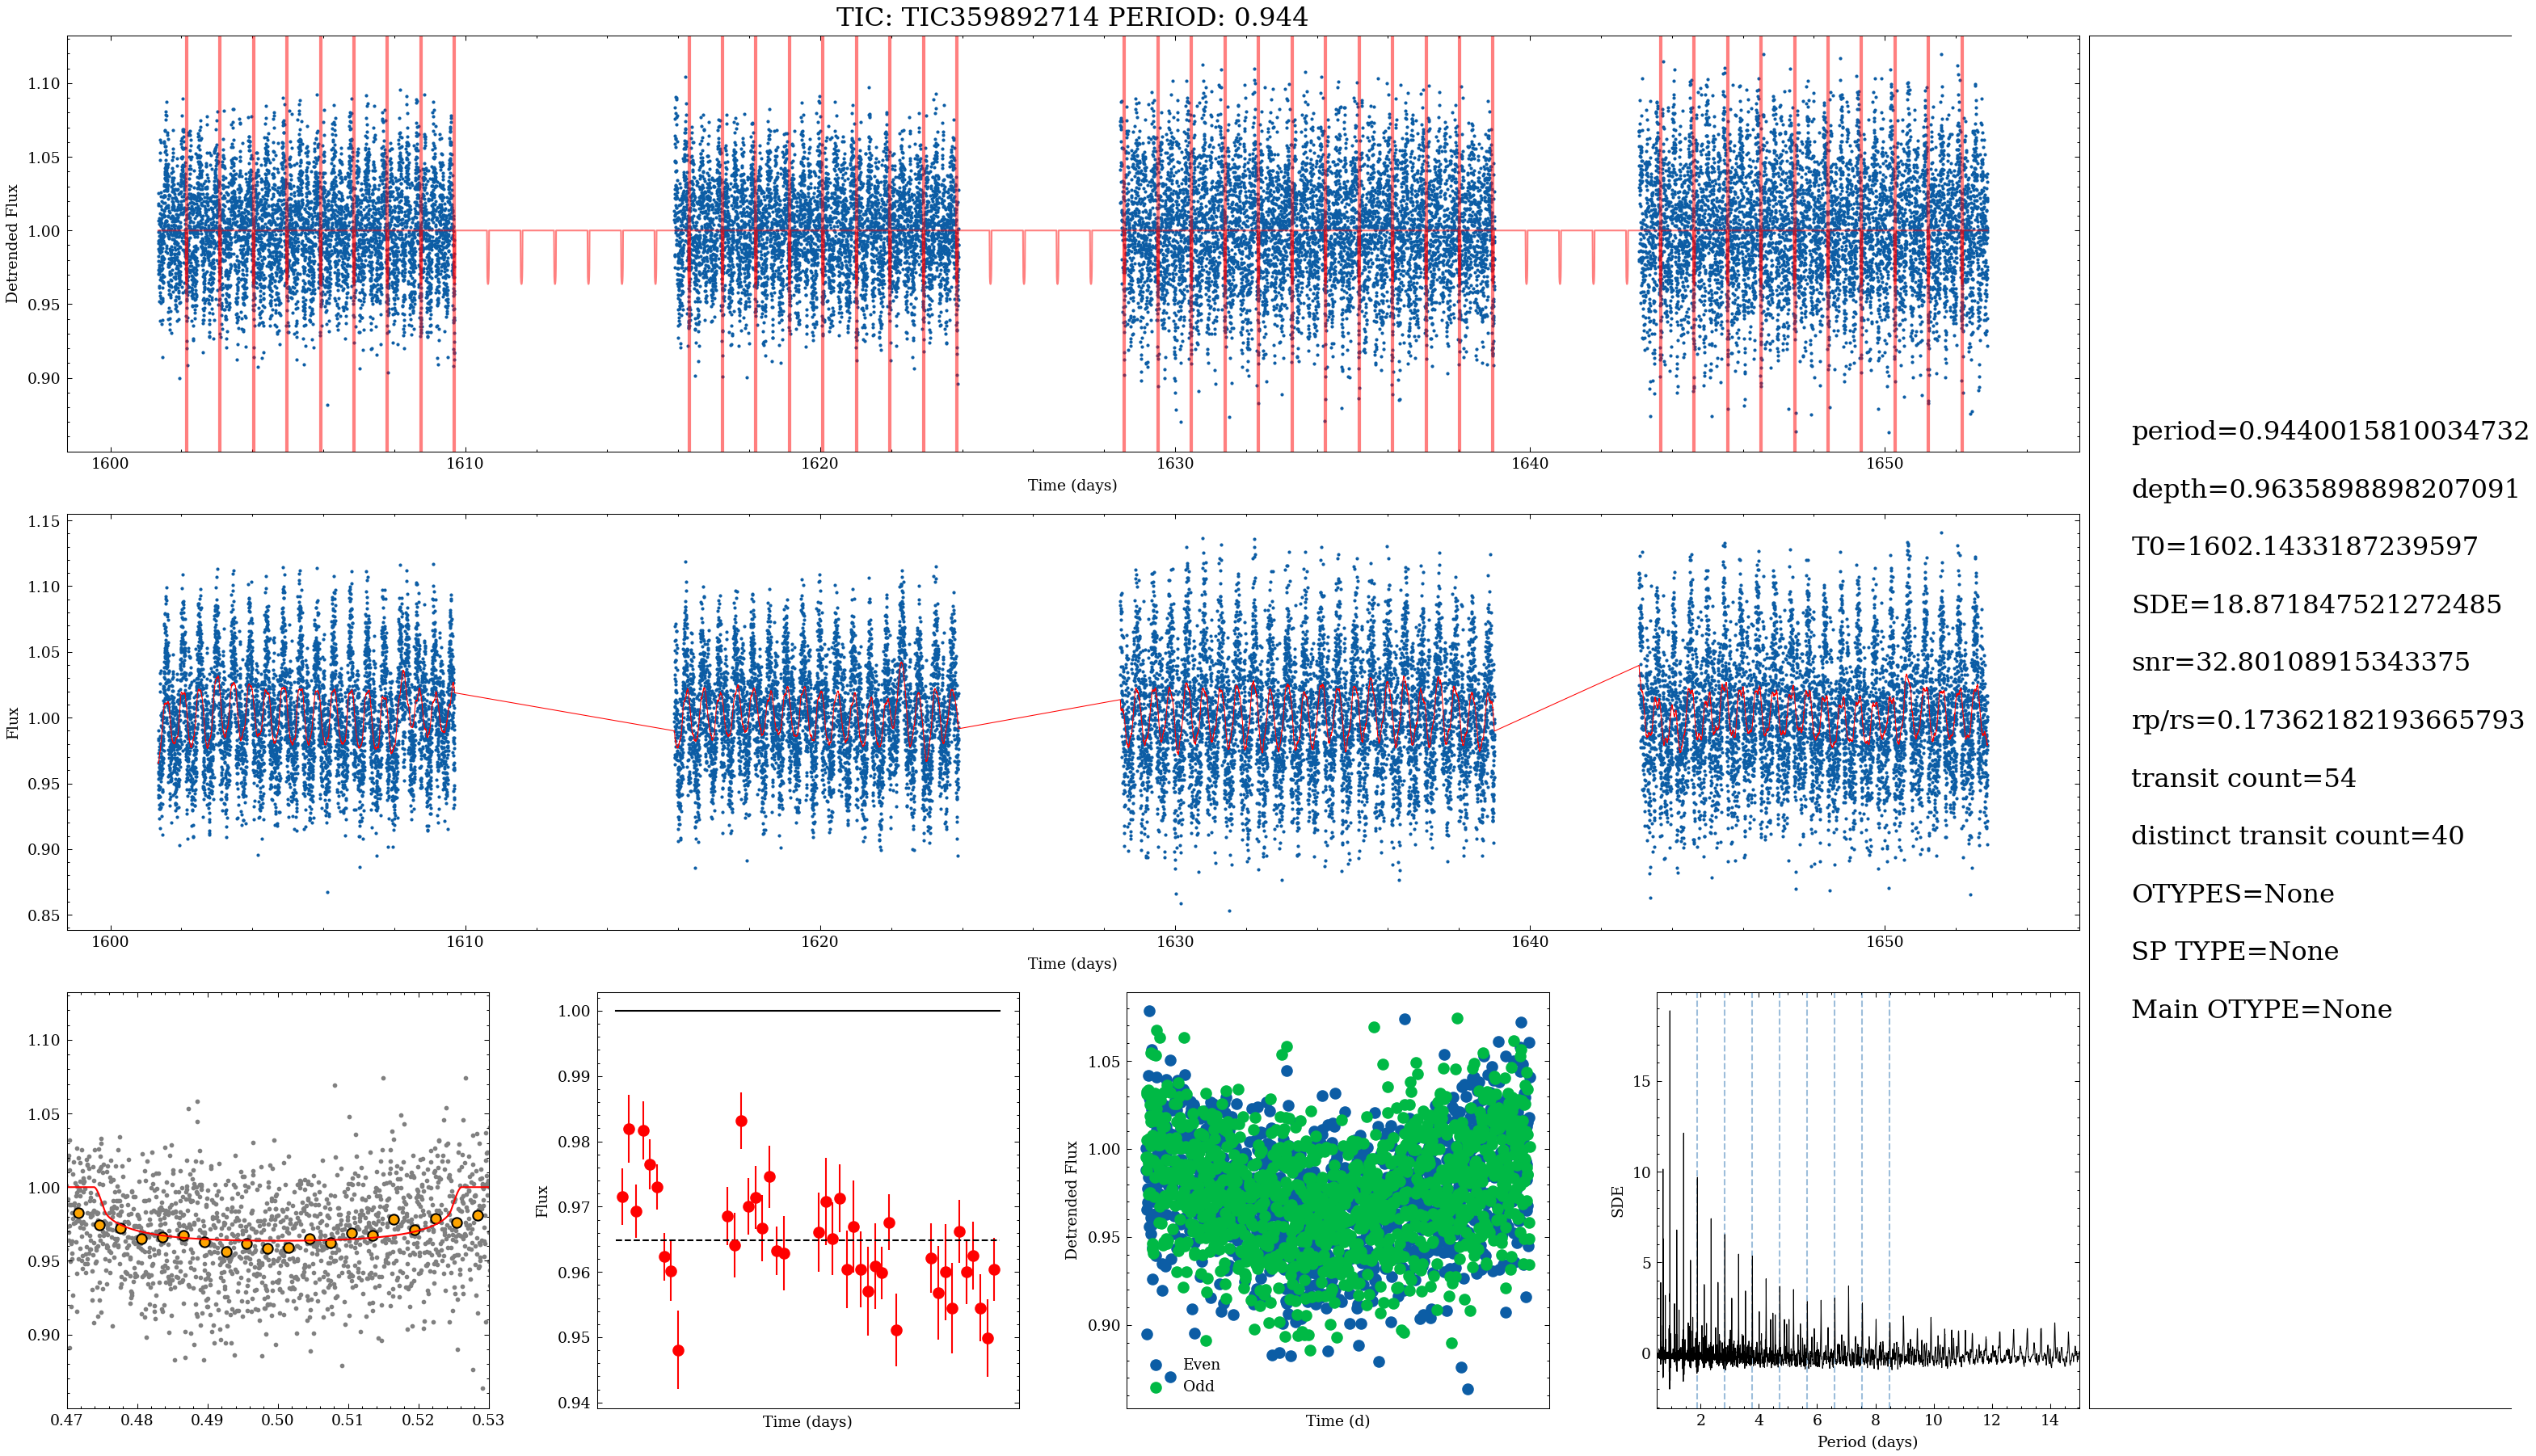 TIC: TIC359892714 PERIOD: 0.944
1.10
1.05
1.00
0.95
0.90
Detrended Flux
1600
1610
1620
1630
1640
1650
Time (days)
1.15
1.10
1.05
1.00
0.95
0.90
0.85
Flux
1600
1610
1620
1630
1640
1650
Time (days)
1.10
1.05
1.00
0.95
0.90
0.47
0.48
0.49
0.50
0.51
0.52
0.53
1.00
0.99
0.98
0.97
0.96
0.95
0.94
Flux
Time (days)
1.05
1.00
0.95
0.90
Detrended Flux
Even
Odd
Time (d)
15
10
5
0
SDE
2
4
6
8
10
12
14
Period (days)
period=0.9440015810034732
depth=0.9635898898207091
T0=1602.1433187239597
SDE=18.871847521272485
snr=32.80108915343375
rp/rs=0.17362182193665793
transit count=54
distinct transit count=40
OTYPES=None
SP TYPE=None
Main OTYPE=None